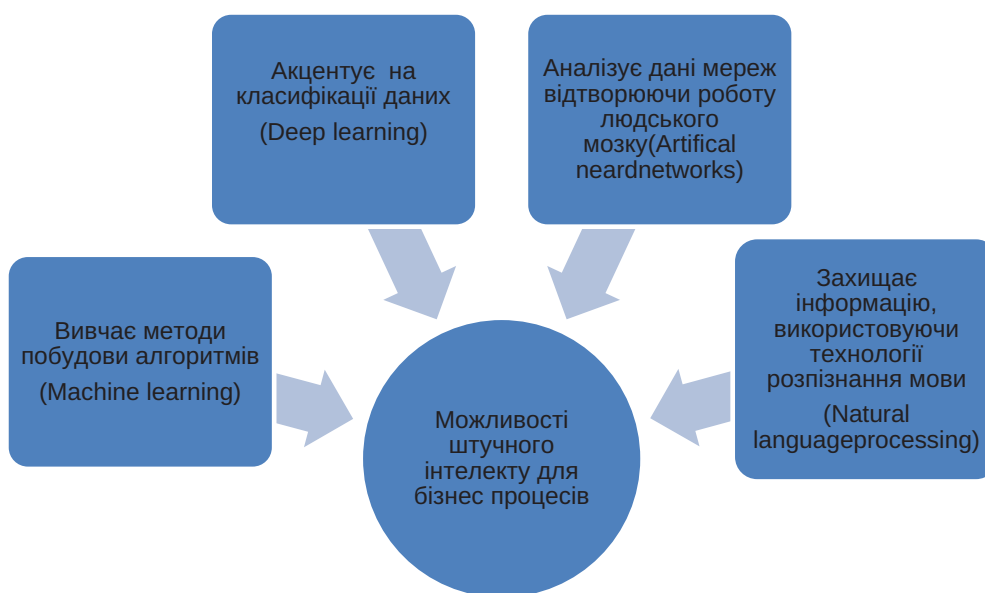 Акцентує на
класифікації даних
(Deep learning)
Аналізує дані мереж
відтворюючи роботу
людського
мозку(Artifical
neardnetworks)
Вивчає методи
побудови алгоритмів
(Machine learning)
Захищає
інформацію,
використовуючи
технології
розпізнання мови
(Natural
languageprocessing)
Можливості
штучного
інтелекту для
бізнес процесів